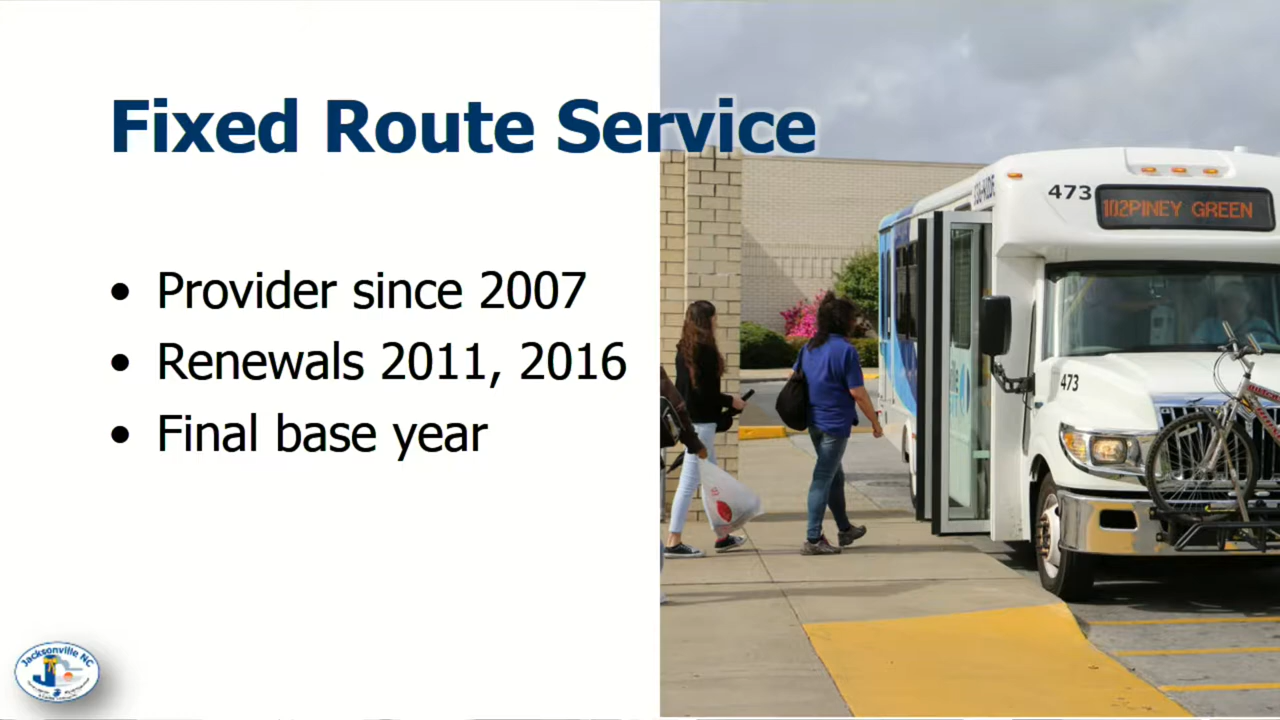 Fixed Route Service
• Provider since 2007
• Renewals 2011, 2016
• Final base year
473
102PINEY GREEN
473
Jacksonville NC